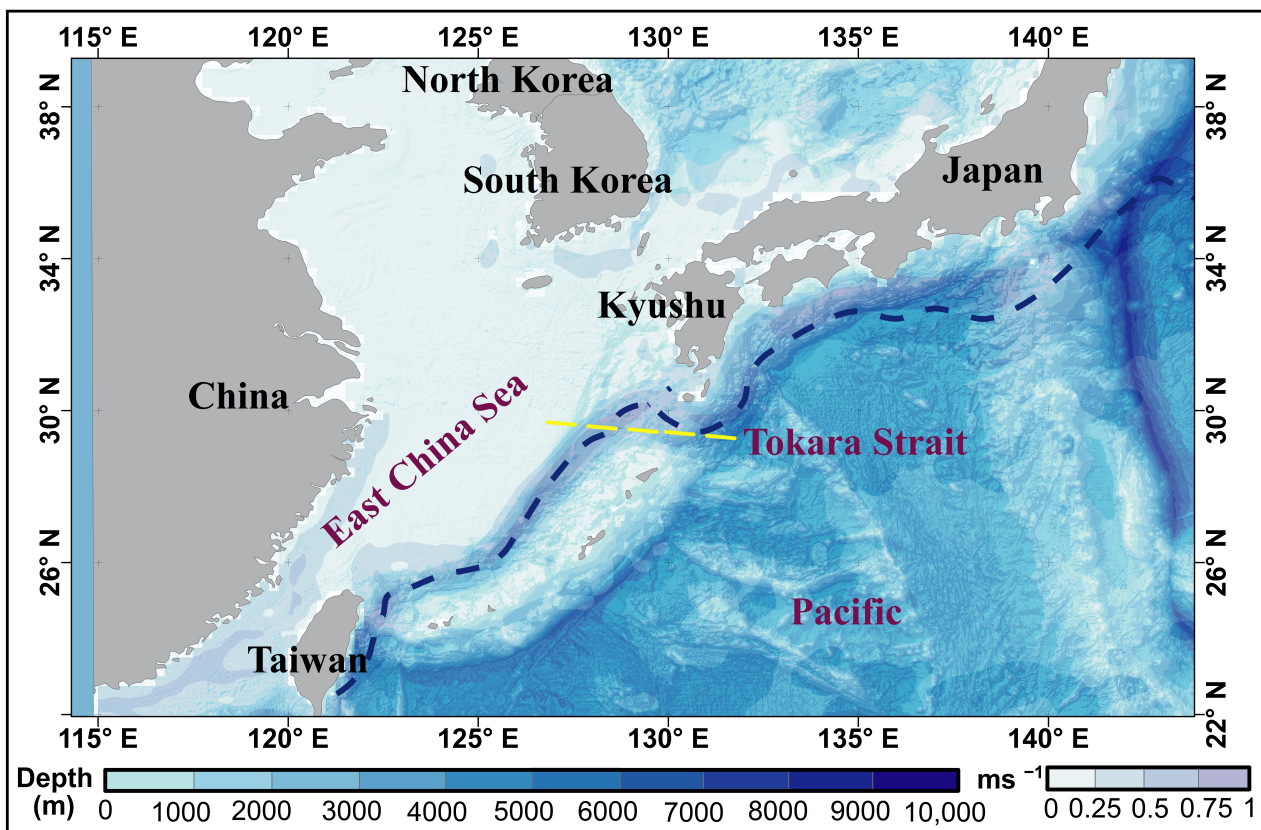 115° E 120° E 125° E 130° E 135° E 140° E
38° N
34° N
30° N
26° N
38° N
34° N
30° N
26° N
22° N
North Korea
South Korea
Japan
Kyushu
China
East China Sea
Tokara Strait
Pacific
Taiwan
115° E 120° E 125° E 130° E 135° E 140° E
Depth
(m)
0 1000 2000 3000 4000 5000 6000 7000 8000 9000 10,000
ms −1
0 0.25 0.5 0.75 1